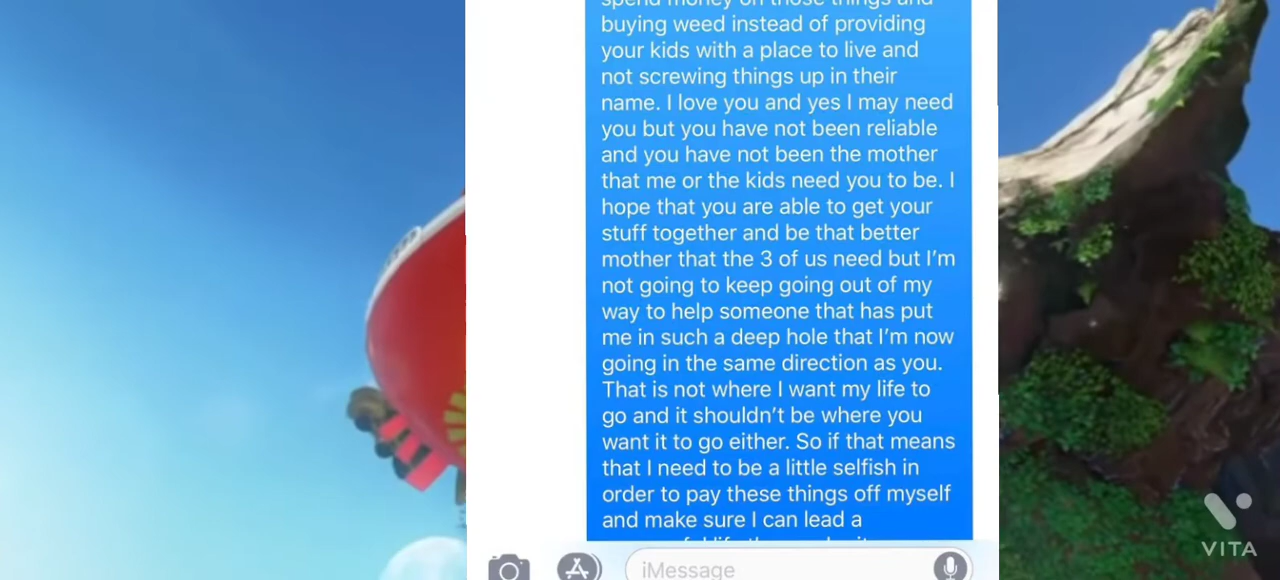 spend money on those things and
buying weed instead of providing
your kids with a place to live and
not screwing things up in their
name. I love you and yes I may need
you but you have not been reliable
and you have not been the mother
that me or the kids need you to be. I
hope that you are able to get your
stuff together and be that better
mother that the 3 of us need but I'm
not going to keep going out of my
way to help someone that has put
me in such a deep hole that I'm now
going in the same direction as you.
That is not where I want my life to
go and it shouldn't be where you
want it to go either. So if that means
that I need to be a little selfish in
order to pay these things off myself
and make sure I can lead a
iMessage
VITA